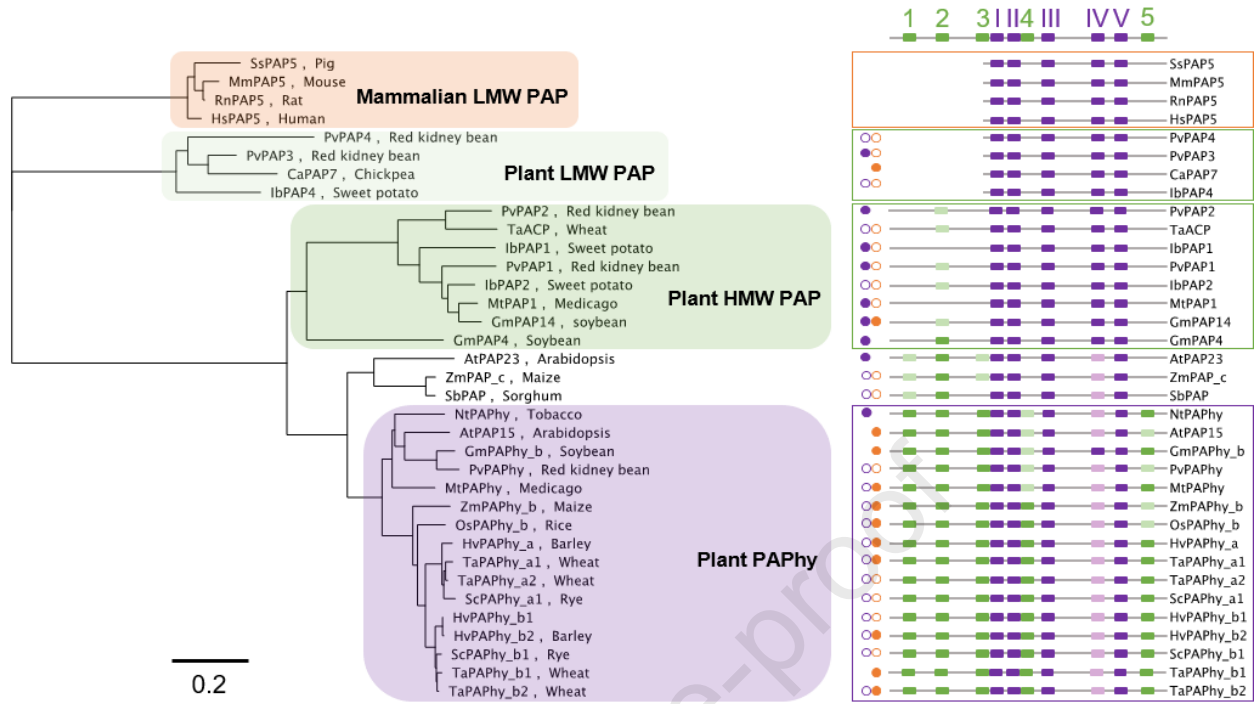 1 2 3 I II 4 III IV V 5
SsPAP5 , Pig SsPAP5
MmPAP5 , Mouse MmPAP5
RnPAP5 , Rat Mammalian LMW PAP RnPAP5
HsPAP5 , Human HsPAP5
PvPAP4 , Red kidney bean PvPAP4
PvPAP3 , Red kidney bean PvPAP3
CaPAP7 , Chickpea Plant LMW PAP CaPAP7
IbPAP4 , Sweet potato IbPAP4
PvPAP2 , Red kidney bean PvPAP2
TaACP , Wheat TaACP
IbPAP1 , Sweet potato IbPAP1
PvPAP1 , Red kidney bean PvPAP1
IbPAP2 , Sweet potato Plant HMW PAP IbPAP2
MtPAP1 , Medicago MtPAP1
GmPAP14 , soybean GmPAP14
GmPAP4 , Soybean GmPAP4
AtPAP23 , Arabidopsis AtPAP23
ZmPAP_c , Maize ZmPAP_c
SbPAP , Sorghum SbPAP
NtPAPhy , Tobacco NtPAPhy
AtPAP15 , Arabidopsis AtPAP15
GmPAPhy_b , Soybean GmPAPhy_b
PvPAPhy , Red kidney bean PvPAPhy
MtPAPhy , Medicago MtPAPhy
ZmPAPhy_b , Maize ZmPAPhy_b
OsPAPhy_b , Rice OsPAPhy_b
HvPAPhy_a , Barley HvPAPhy_a
TaPAPhy_a1 , Wheat Plant PAPhy TaPAPhy_a1
TaPAPhy_a2 , Wheat TaPAPhy_a2
ScPAPhy_a1 , Rye ScPAPhy_a1
HvPAPhy_b1 HvPAPhy_b1
HvPAPhy_b2 , Barley HvPAPhy_b2
ScPAPhy_b1 , Rye ScPAPhy_b1
TaPAPhy_b1 , Wheat TaPAPhy_b1
TaPAPhy_b2 , Wheat TaPAPhy_b2
0.2
e-proof